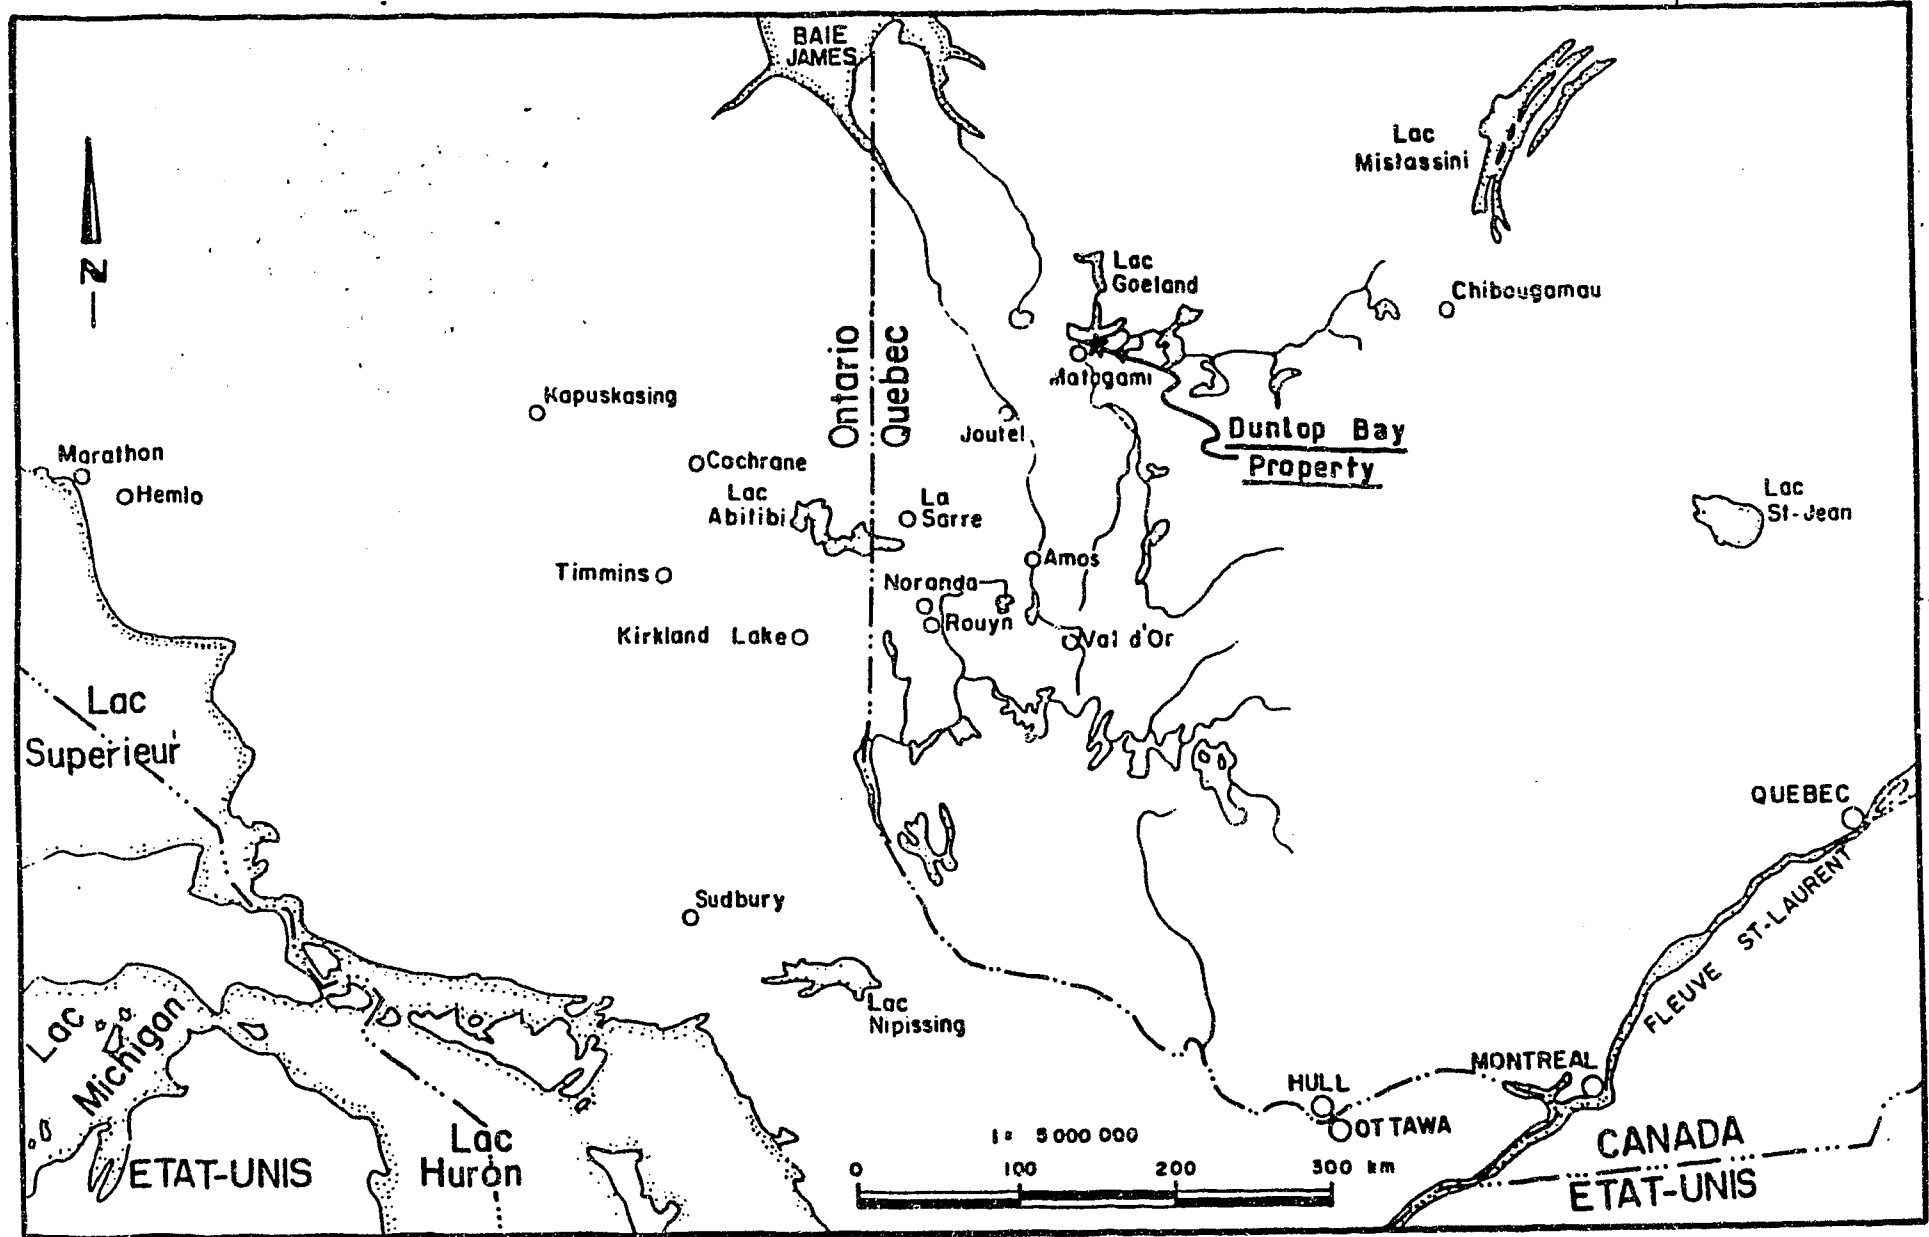 BAIE
JAMES
Lac
Mistassini
N
Lac
Goeland
Chibougamau
Ontario
Quebec
Matagami
Kapuskasing
Joutel
Dunlop Bay
Property
Marathon
Hemlo
Cochrane
Lac
Abitibi
La
Sarre
Lac
St-Jean
Amos
Timmins
Noranda
Rouyn
Kirkland Lake
Val d'Or
Lac
Superieur
QUEBEC
FLEUVE ST-LAURENT
Sudbury
Lac
Nipissing
Lac
Michigan
MONTREAL
HULL
OTTAWA
Lac
Huron
ETAT-UNIS
1: 5 000 000
0 100 200 300 km
CANADA
ETAT-UNIS